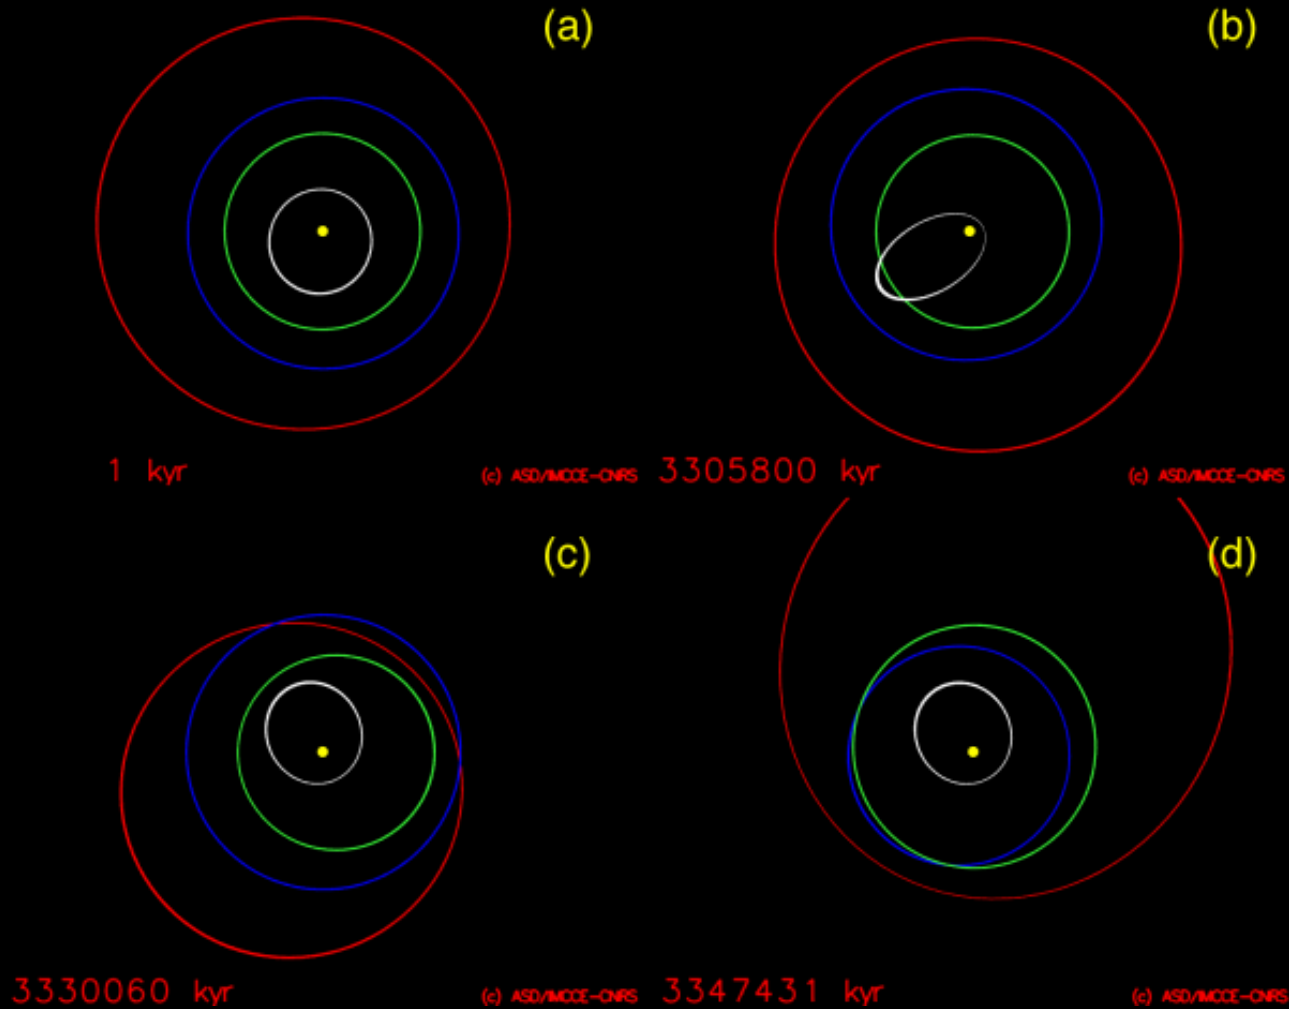 (a)
(b)
1 kyr
(c) ASD/IMCCE-CNRS
3305800 kyr
(c) ASD/IMCCE-CNRS
(c)
(d)
3330060 kyr
(c) ASD/IMCCE-CNRS
3347431 kyr
(c) ASD/IMCCE-CNRS